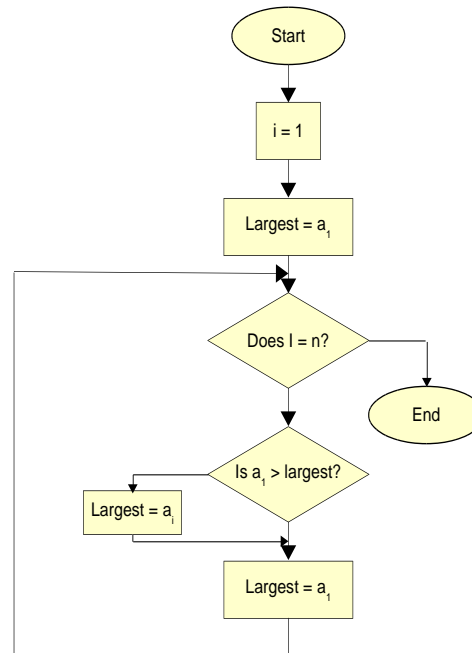 Start
i = 1
Largest = a₁
Does I = n?
End
Is a₁ > largest?
Largest = aᵢ
Largest = a₁